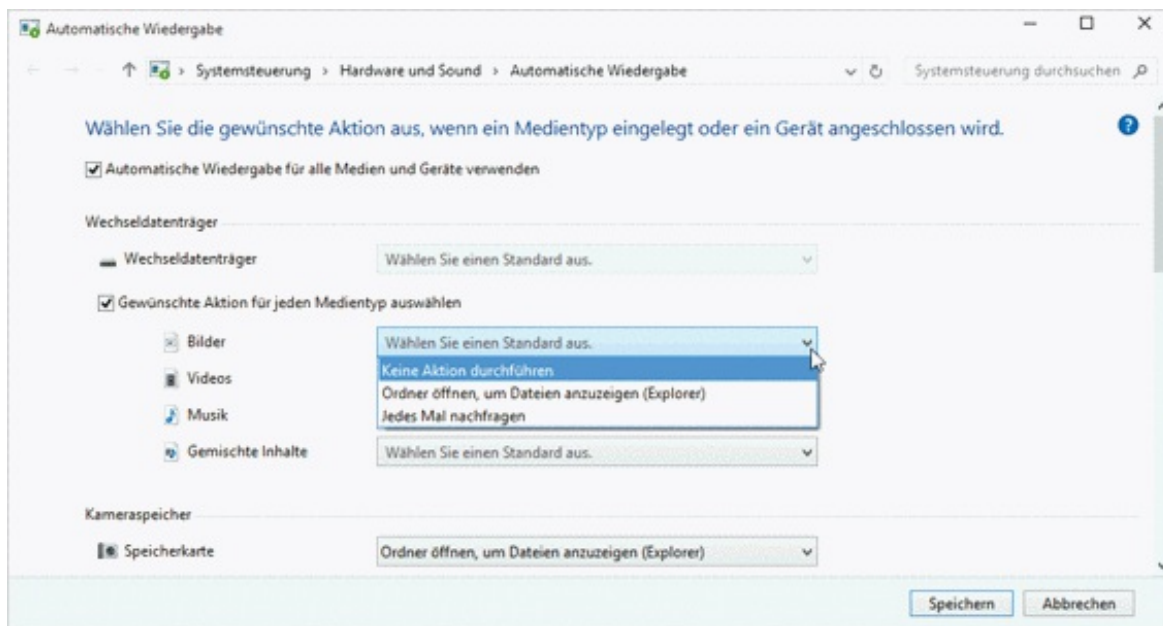 Automatische Wiedergabe
Systemsteuerung › Hardware und Sound › Automatische Wiedergabe
Systemsteuerung durchsuchen
Wählen Sie die gewünschte Aktion aus, wenn ein Medientyp eingelegt oder ein Gerät angeschlossen wird.
?
Automatische Wiedergabe für alle Medien und Geräte verwenden
Wechseldatenträger
Wechseldatenträger Wählen Sie einen Standard aus.
Gewünschte Aktion für jeden Medientyp auswählen
Bilder Wählen Sie einen Standard aus.
Keine Aktion durchführen
Videos
Ordner öffnen, um Dateien anzuzeigen (Explorer)
Musik Jedes Mal nachfragen
Gemischte Inhalte Wählen Sie einen Standard aus.
Kameraspeicher
Speicherkarte Ordner öffnen, um Dateien anzuzeigen (Explorer)
Speichern Abbrechen